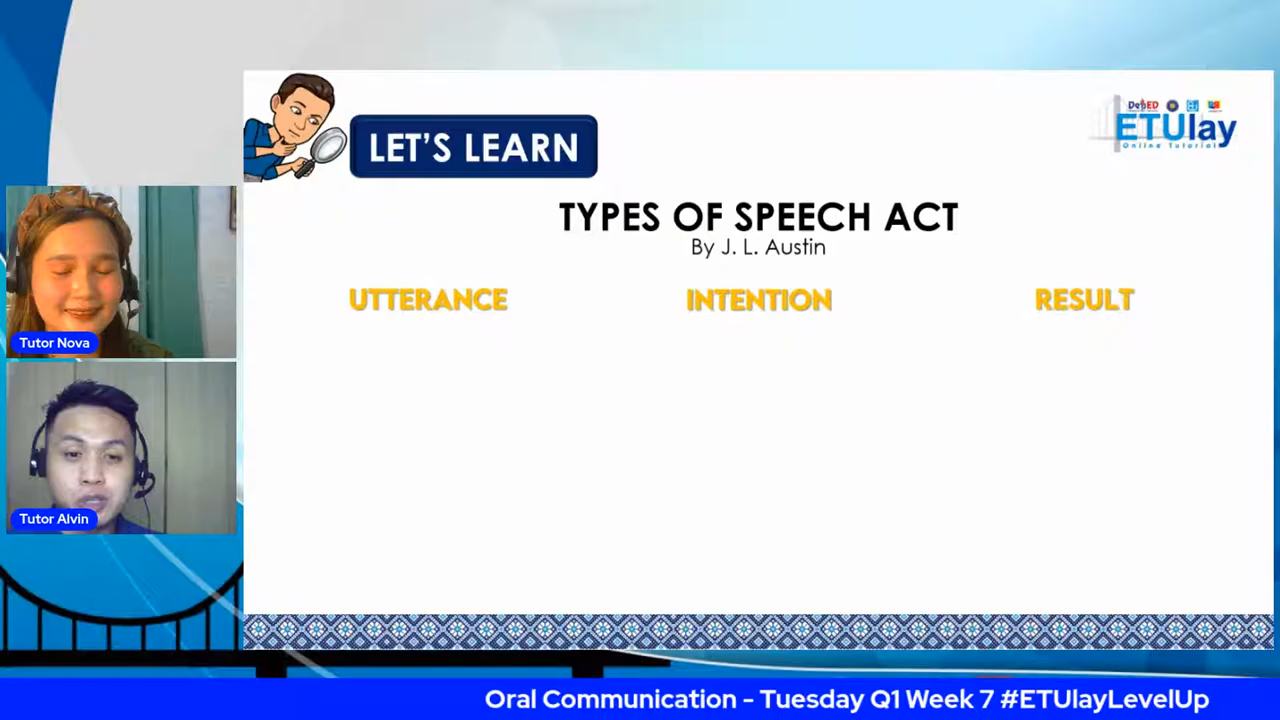 LET'S LEARN
DepED
ETUlay
Online Tutorial
TYPES OF SPEECH ACT
By J. L. Austin
UTTERANCE
INTENTION
RESULT
Tutor Nova
Tutor Alvin
Oral Communication - Tuesday Q1 Week 7 #ETUlayLevelUp